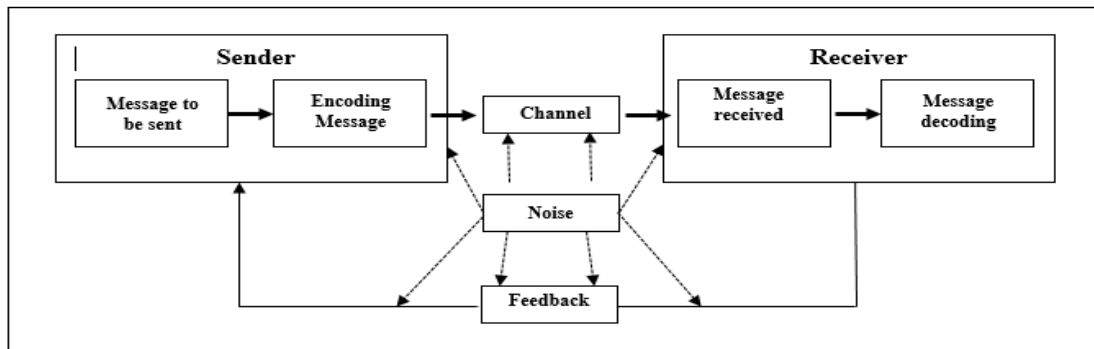 Sender
Receiver
Message to
be sent
Encoding
Message
Channel
Message
received
Message
decoding
Noise
Feedback